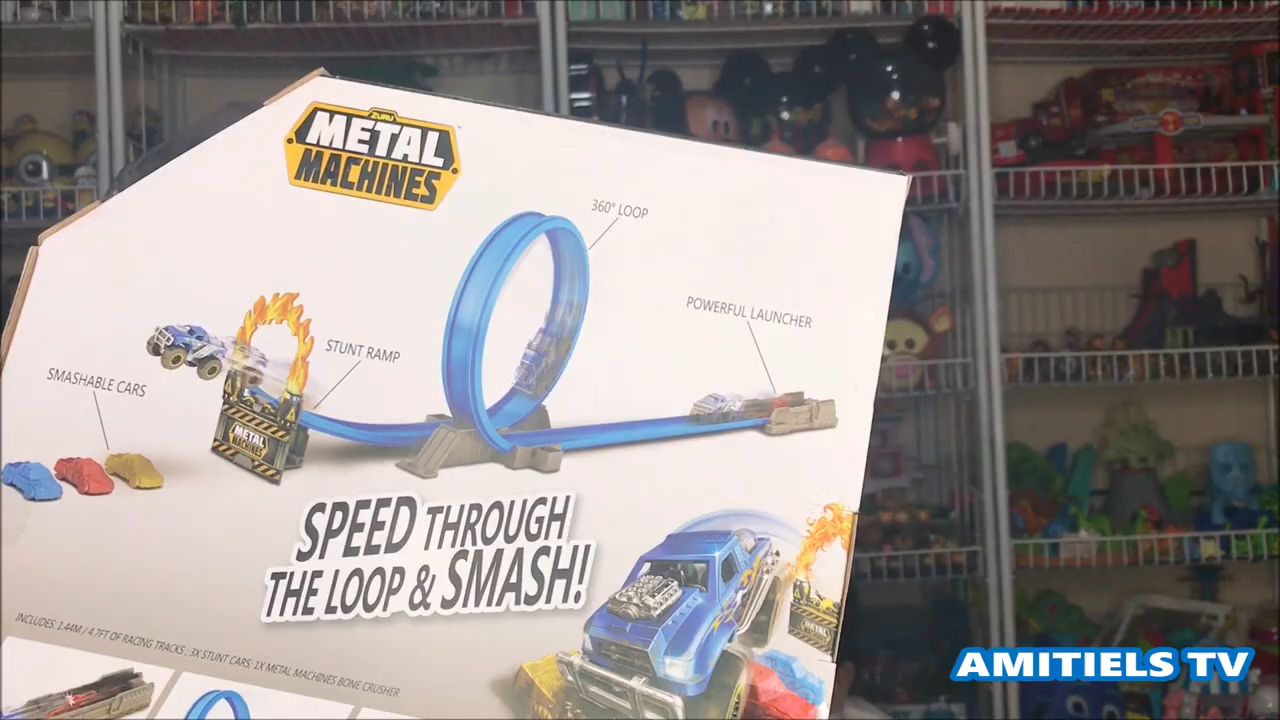 ZURU
METAL
MACHINES
360° LOOP
POWERFUL LAUNCHER
STUNT RAMP
SMASHABLE CARS
METAL
MACHINES
SPEED THROUGH
THE LOOP & SMASH!
METAL
INCLUDES: 1.44M / 4.7FT OF RACING TRACKS ; 3X STUNT CARS; 1X METAL MACHINES BONE CRUSHER
AMITIELS TV